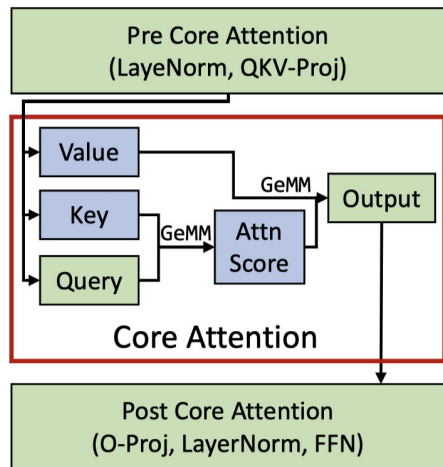 Pre Core Attention
(LayeNorm, QKV-Proj)
Value
GeMM
Output
Key
GeMM
Attn
Score
Query
Core Attention
Post Core Attention
(O-Proj, LayerNorm, FFN)